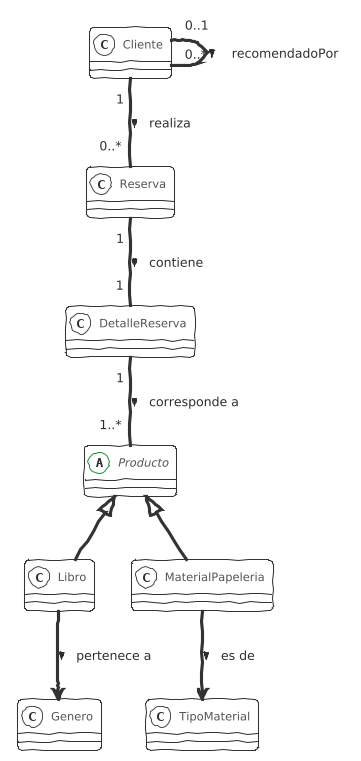 0..1
C Cliente
0..*
recomendadoPor
1
realiza
0..*
C Reserva
1
contiene
1
C DetalleReserva
1
corresponde a
1..*
A Producto
C Libro
C MaterialPapeleria
pertenece a
es de
C Genero
C TipoMaterial